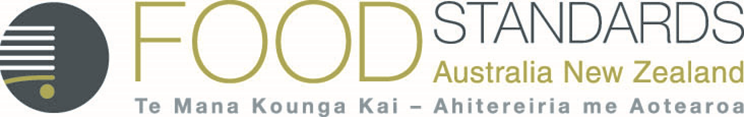 FOOD STANDARDS
Australia New Zealand
Te Mana Kounga Kai – Ahitereiria me Aotearoa